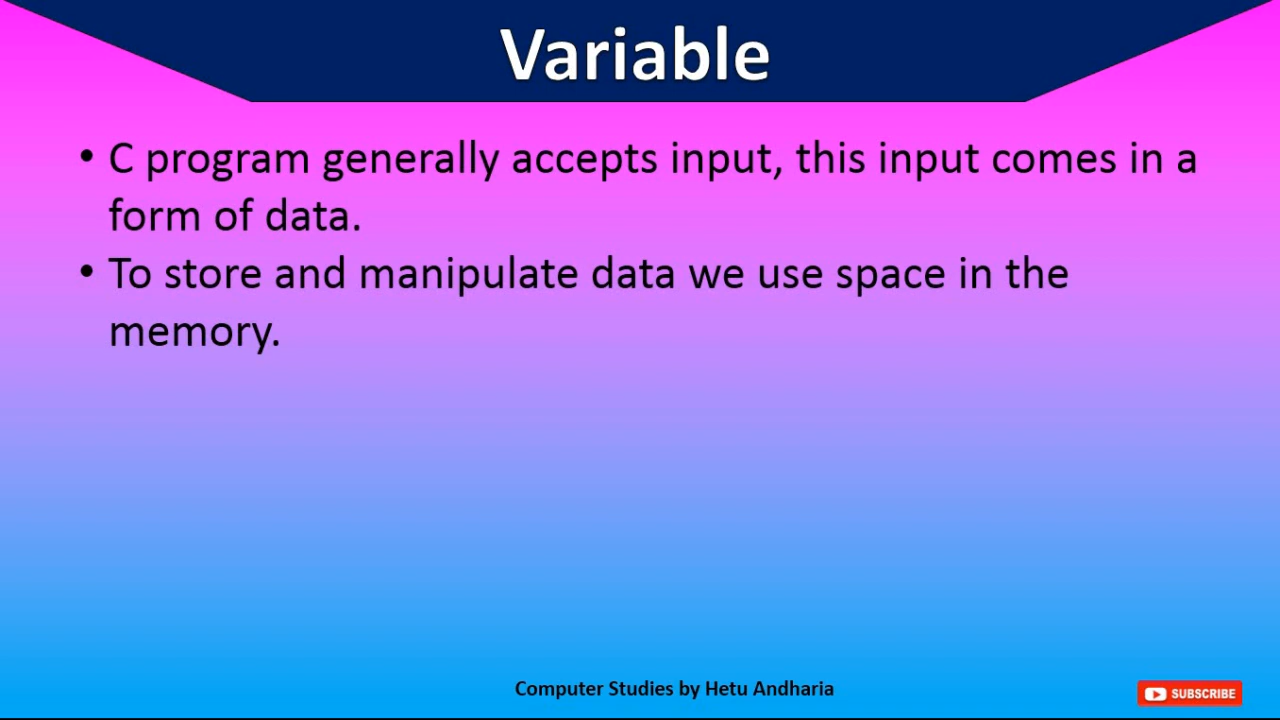 Variable
• C program generally accepts input, this input comes in a
form of data.
• To store and manipulate data we use space in the
memory.
Computer Studies by Hetu Andharia
SUBSCRIBE